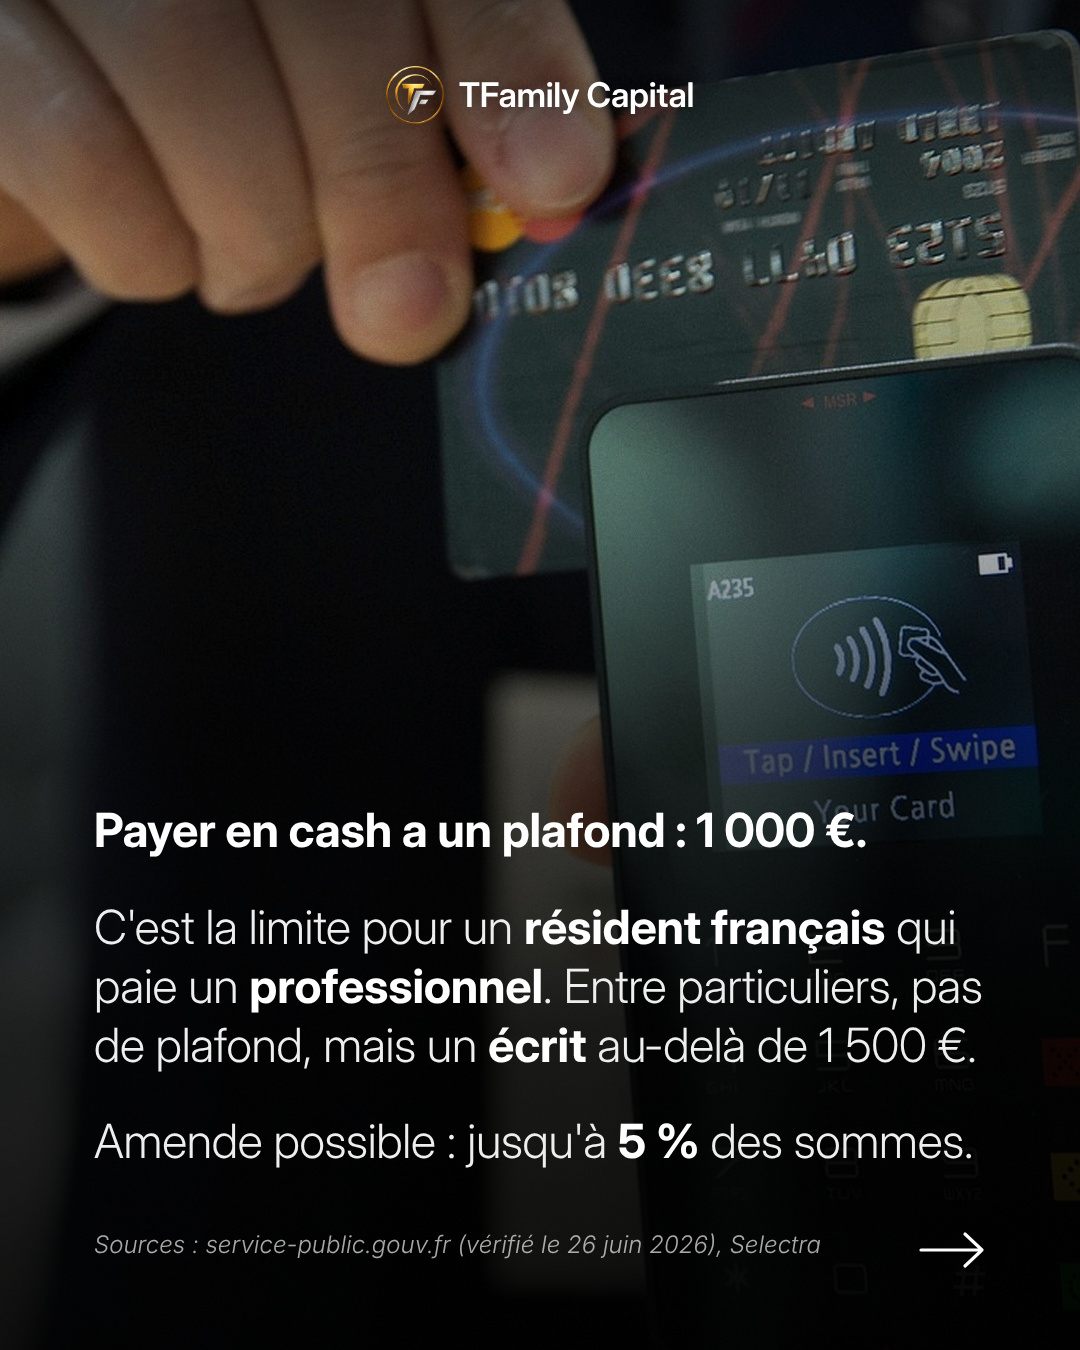 TFamily Capital
MSR
A235
Tap / Insert / Swipe
Your Card
Payer en cash a un plafond : 1 000 €.
C'est la limite pour un résident français qui
paie un professionnel. Entre particuliers, pas
de plafond, mais un écrit au-delà de 1 500 €.
Amende possible : jusqu'à 5 % des sommes.
Sources : service-public.gouv.fr (vérifié le 26 juin 2026), Selectra